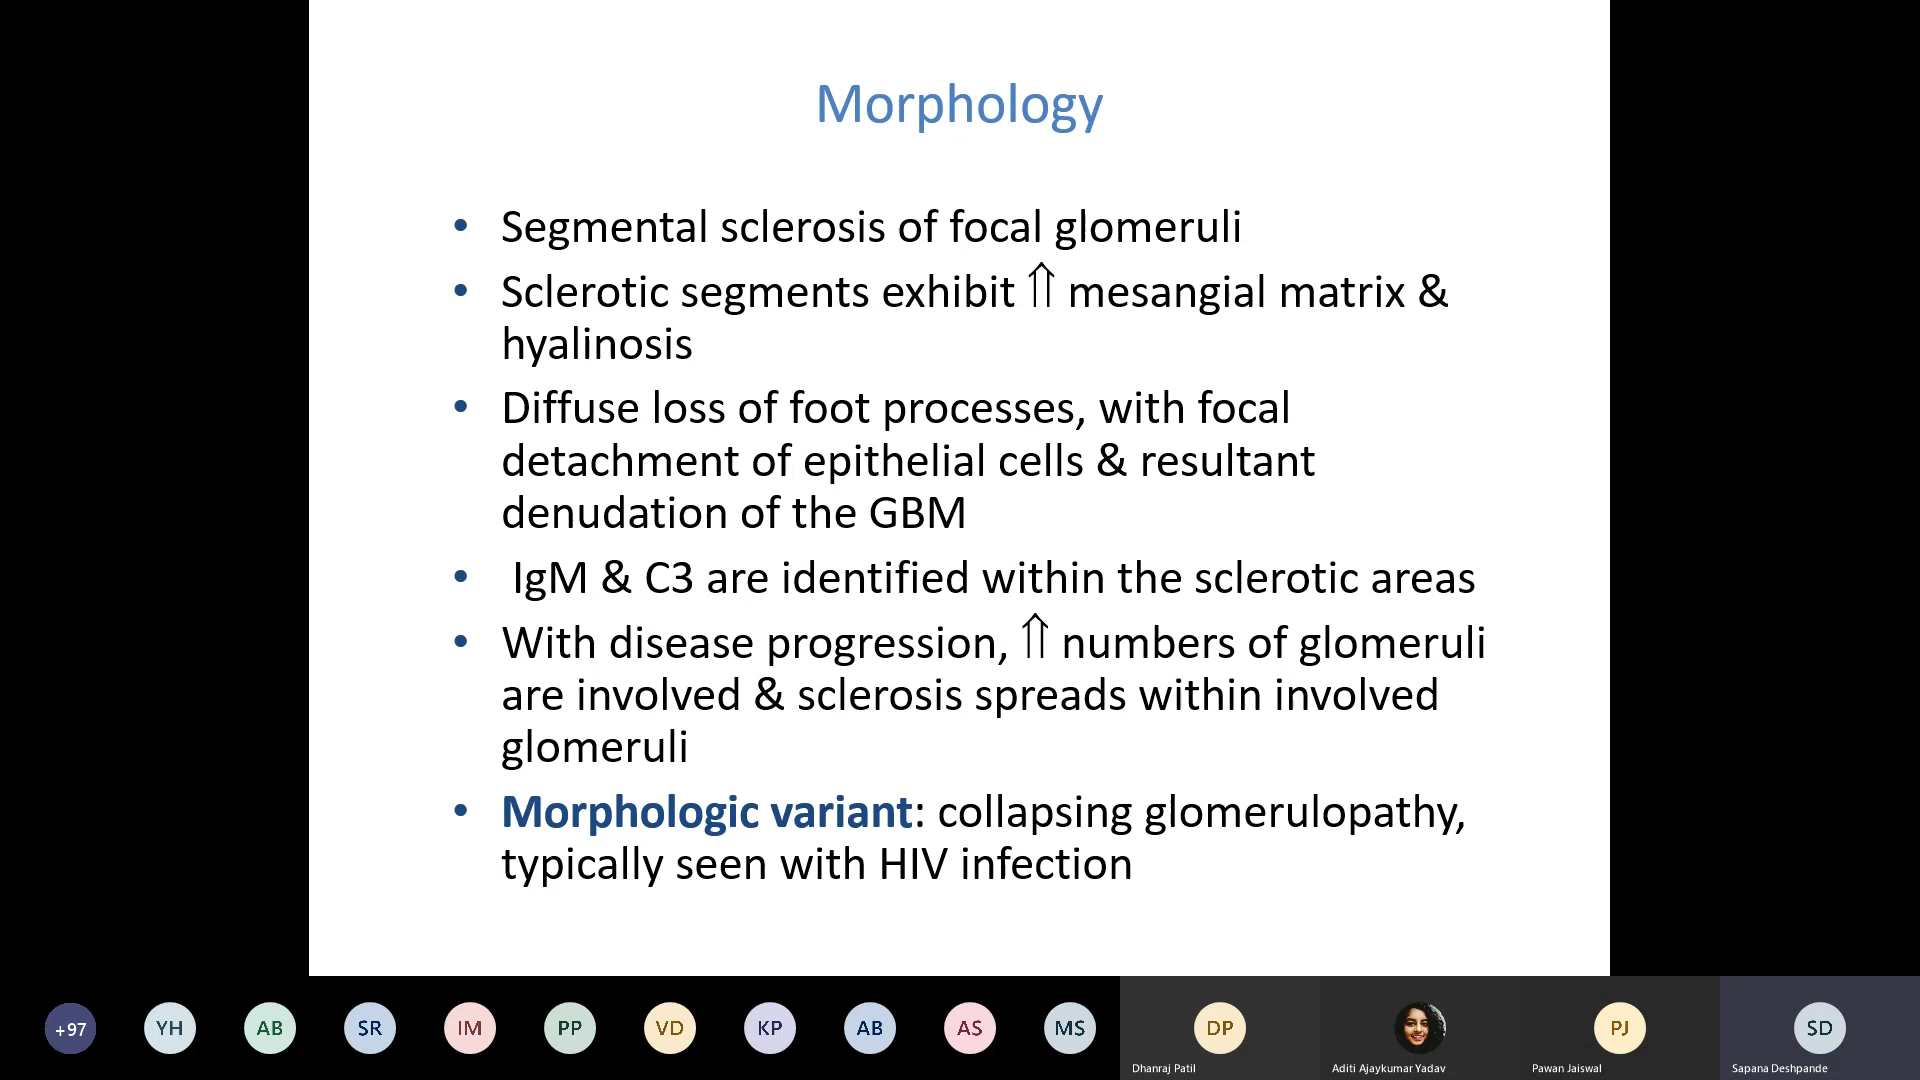 Morphology
• Segmental sclerosis of focal glomeruli
• Sclerotic segments exhibit ⇑ mesangial matrix &
hyalinosis
• Diffuse loss of foot processes, with focal
detachment of epithelial cells & resultant
denudation of the GBM
• IgM & C3 are identified within the sclerotic areas
• With disease progression, ⇑ numbers of glomeruli
are involved & sclerosis spreads within involved
glomeruli
• Morphologic variant: collapsing glomerulopathy,
typically seen with HIV infection
+97 YH AB SR IM PP VD KP AB AS MS DP PJ SD
Dhanraj Patil Aditi Ajaykumar Yadav Pawan Jaiswal Sapana Deshpande